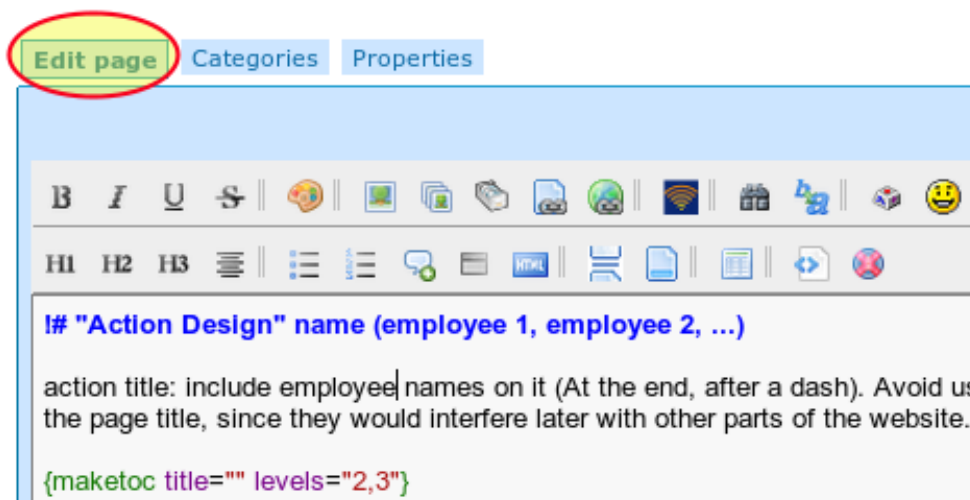 Edit page Categories Properties
B I U S
ba
H1 H2 H3 HTML
!# "Action Design" name (employee 1, employee 2, ...)
action title: include employee names on it (At the end, after a dash). Avoid us
the page title, since they would interfere later with other parts of the website.
{maketoc title="" levels="2,3"}